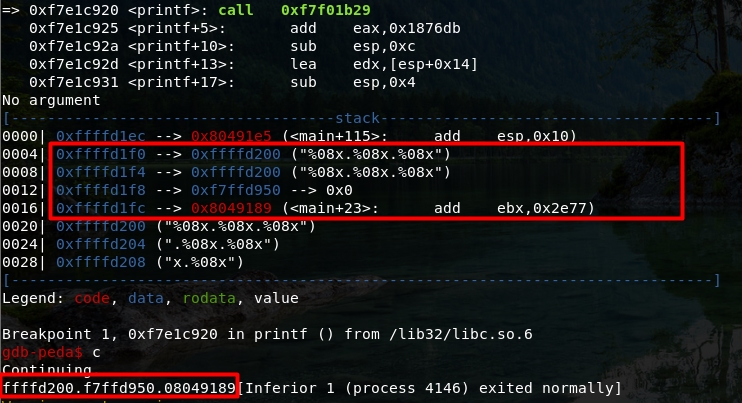 => 0xf7e1c920 <printf>: call   0xf7f01b29
   0xf7e1c925 <printf+5>:       add    eax,0x1876db
   0xf7e1c92a <printf+10>:      sub    esp,0xc
   0xf7e1c92d <printf+13>:      lea    edx,[esp+0x14]
   0xf7e1c931 <printf+17>:      sub    esp,0x4
No argument
[------------------------------------stack-------------------------------------]
0000| 0xffffd1ec --> 0x80491e5 (<main+115>:     add    esp,0x10)
0004| 0xffffd1f0 --> 0xffffd200 ("%08x.%08x.%08x")
0008| 0xffffd1f4 --> 0xffffd200 ("%08x.%08x.%08x")
0012| 0xffffd1f8 --> 0xf7ffd950 --> 0x0
0016| 0xffffd1fc --> 0x8049189 (<main+23>:      add    ebx,0x2e77)
0020| 0xffffd200 ("%08x.%08x.%08x")
0024| 0xffffd204 (".%08x.%08x")
0028| 0xffffd208 ("x.%08x")
[------------------------------------------------------------------------------]
Legend: code, data, rodata, value
Breakpoint 1, 0xf7e1c920 in printf () from /lib32/libc.so.6
gdb-peda$ c
Continuing.
ffffd200.f7ffd950.08049189[Inferior 1 (process 4146) exited normally]